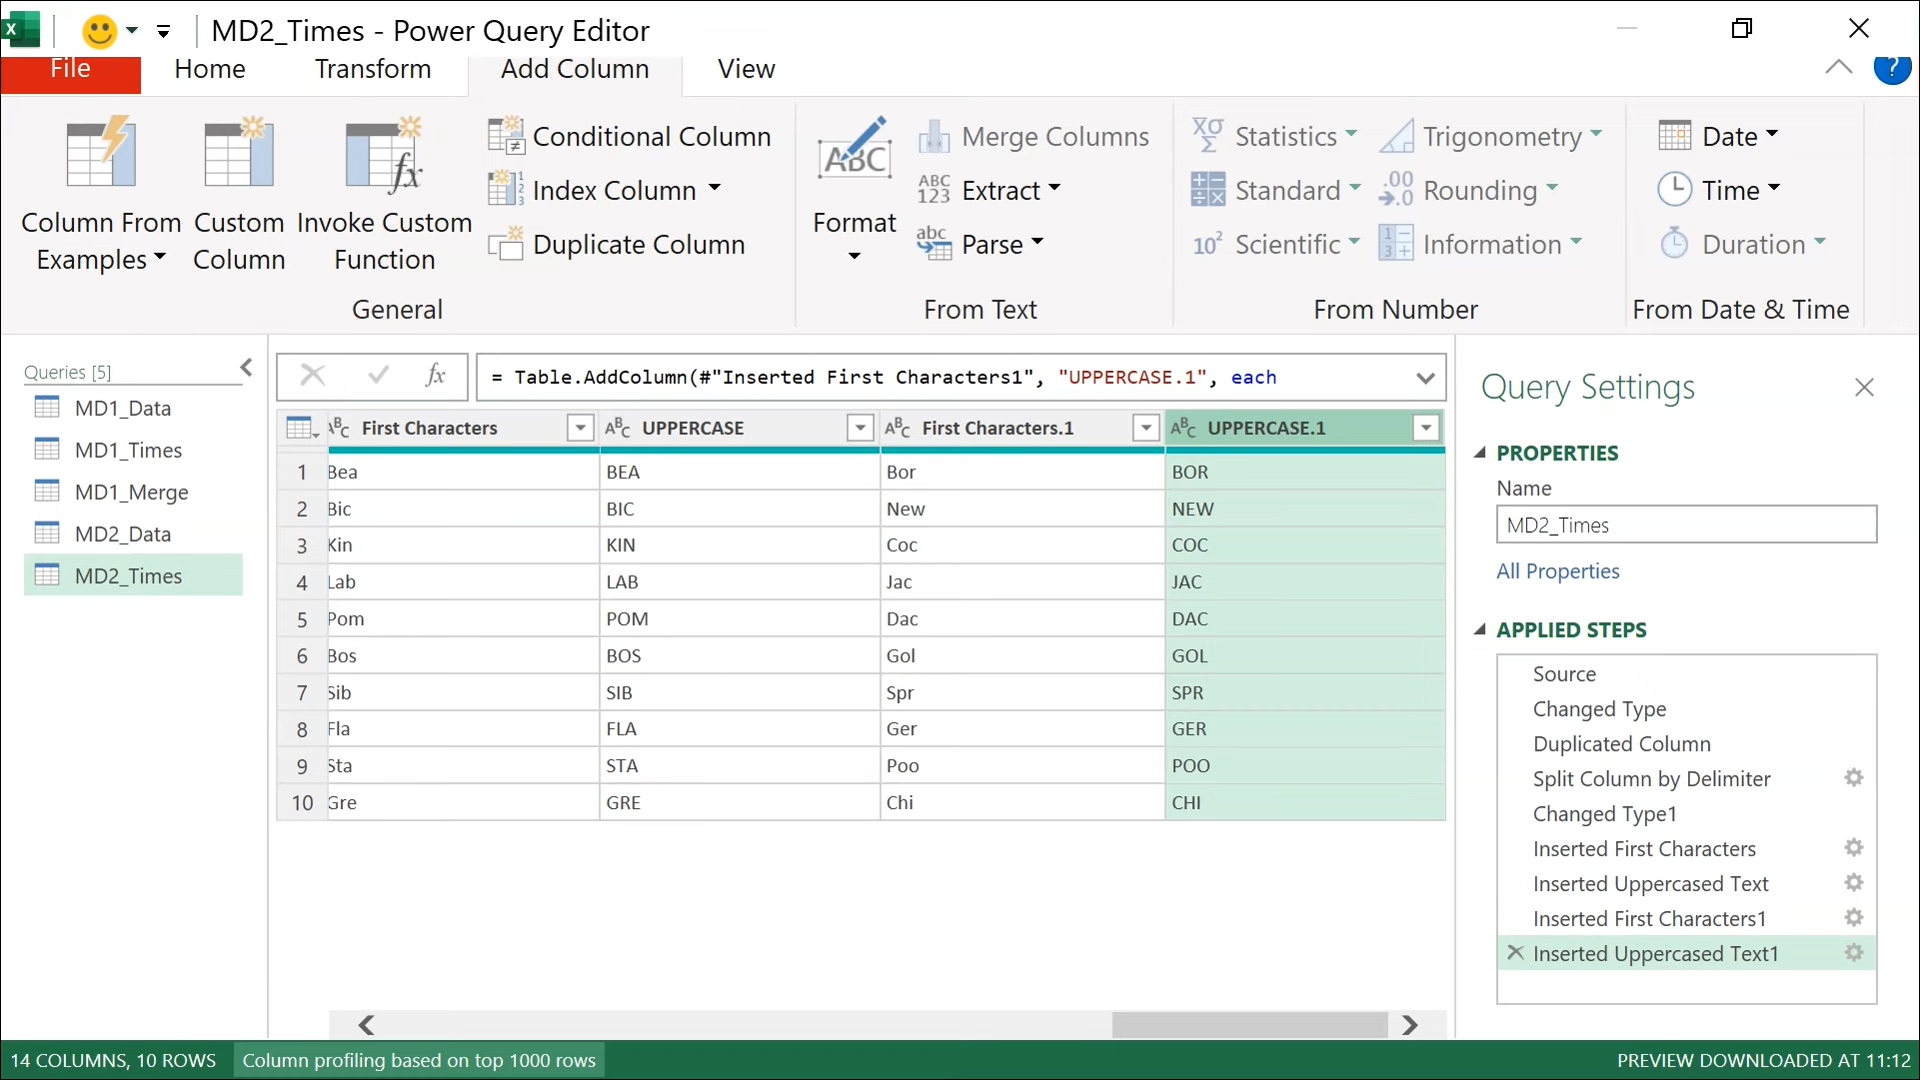 MD2_Times - Power Query Editor
File Home Transform Add Column View
Column From Examples
Custom Column
Invoke Custom Function
Conditional Column
Index Column
Duplicate Column
General
Format
Merge Columns
Extract
Parse
From Text
Statistics
Standard
Scientific
Trigonometry
Rounding
Information
From Number
Date
Time
Duration
From Date & Time
Queries [5]
MD1_Data
MD1_Times
MD1_Merge
MD2_Data
MD2_Times
fx = Table.AddColumn(#"Inserted First Characters1", "UPPERCASE.1", each
First Characters UPPERCASE First Characters.1 UPPERCASE.1
1 Bea BEA Bor BOR
2 Bic BIC New NEW
3 Kin KIN Coc COC
4 Lab LAB Jac JAC
5 Pom POM Dac DAC
6 Bos BOS Gol GOL
7 Sib SIB Spr SPR
8 Fla FLA Ger GER
9 Sta STA Poo POO
10 Gre GRE Chi CHI
Query Settings
PROPERTIES
Name
MD2_Times
All Properties
APPLIED STEPS
Source
Changed Type
Duplicated Column
Split Column by Delimiter
Changed Type1
Inserted First Characters
Inserted Uppercased Text
Inserted First Characters1
Inserted Uppercased Text1
14 COLUMNS, 10 ROWS Column profiling based on top 1000 rows PREVIEW DOWNLOADED AT 11:12